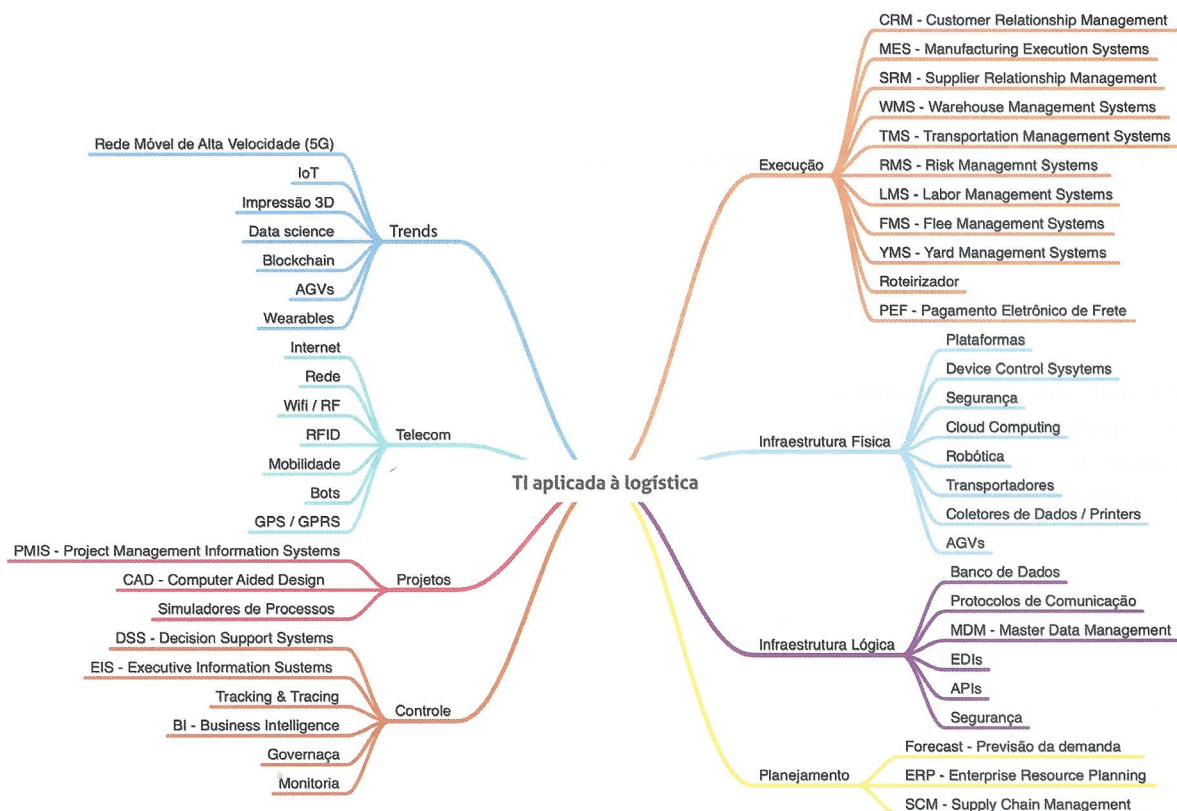 TI aplicada à logística
Trends
Rede Móvel de Alta Velocidade (5G)
IoT
Impressão 3D
Data science
Blockchain
AGVs
Wearables
Telecom
Internet
Rede
Wifi / RF
RFID
Mobilidade
Bots
GPS / GPRS
Projetos
PMIS - Project Management Information Systems
CAD - Computer Aided Design
Simuladores de Processos
Controle
DSS - Decision Support Systems
EIS - Executive Information Sustems
Tracking & Tracing
BI - Business Intelligence
Governaça
Monitoria
Execução
CRM - Customer Relationship Management
MES - Manufacturing Execution Systems
SRM - Supplier Relationship Management
WMS - Warehouse Management Systems
TMS - Transportation Management Systems
RMS - Risk Managemnt Systems
LMS - Labor Management Systems
FMS - Flee Management Systems
YMS - Yard Management Systems
Roteirizador
PEF - Pagamento Eletrônico de Frete
Infraestrutura Física
Plataformas
Device Control Sysytems
Segurança
Cloud Computing
Robótica
Transportadores
Coletores de Dados / Printers
AGVs
Infraestrutura Lógica
Banco de Dados
Protocolos de Comunicação
MDM - Master Data Management
EDIs
APIs
Segurança
Planejamento
Forecast - Previsão da demanda
ERP - Enterprise Resource Planning
SCM - Supply Chain Management